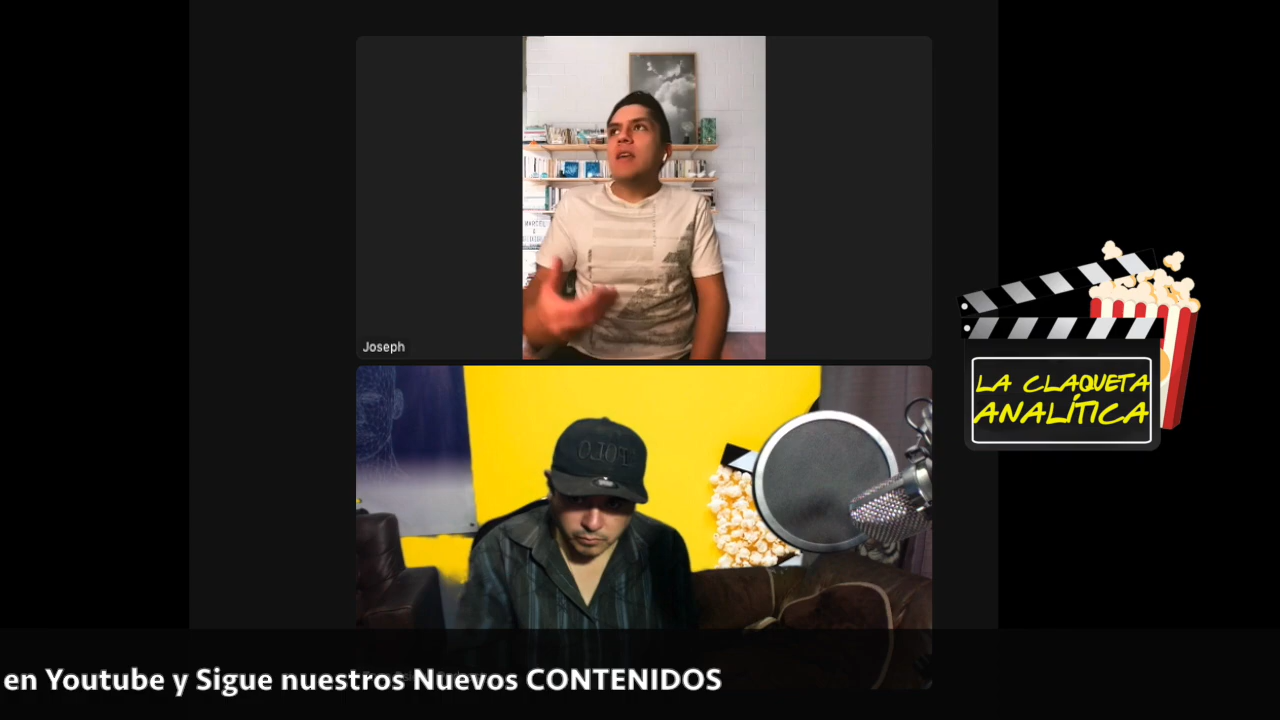 Joseph
LA CLAQUETA
ANALÍTICA
en Youtube y Sigue nuestros Nuevos CONTENIDOS